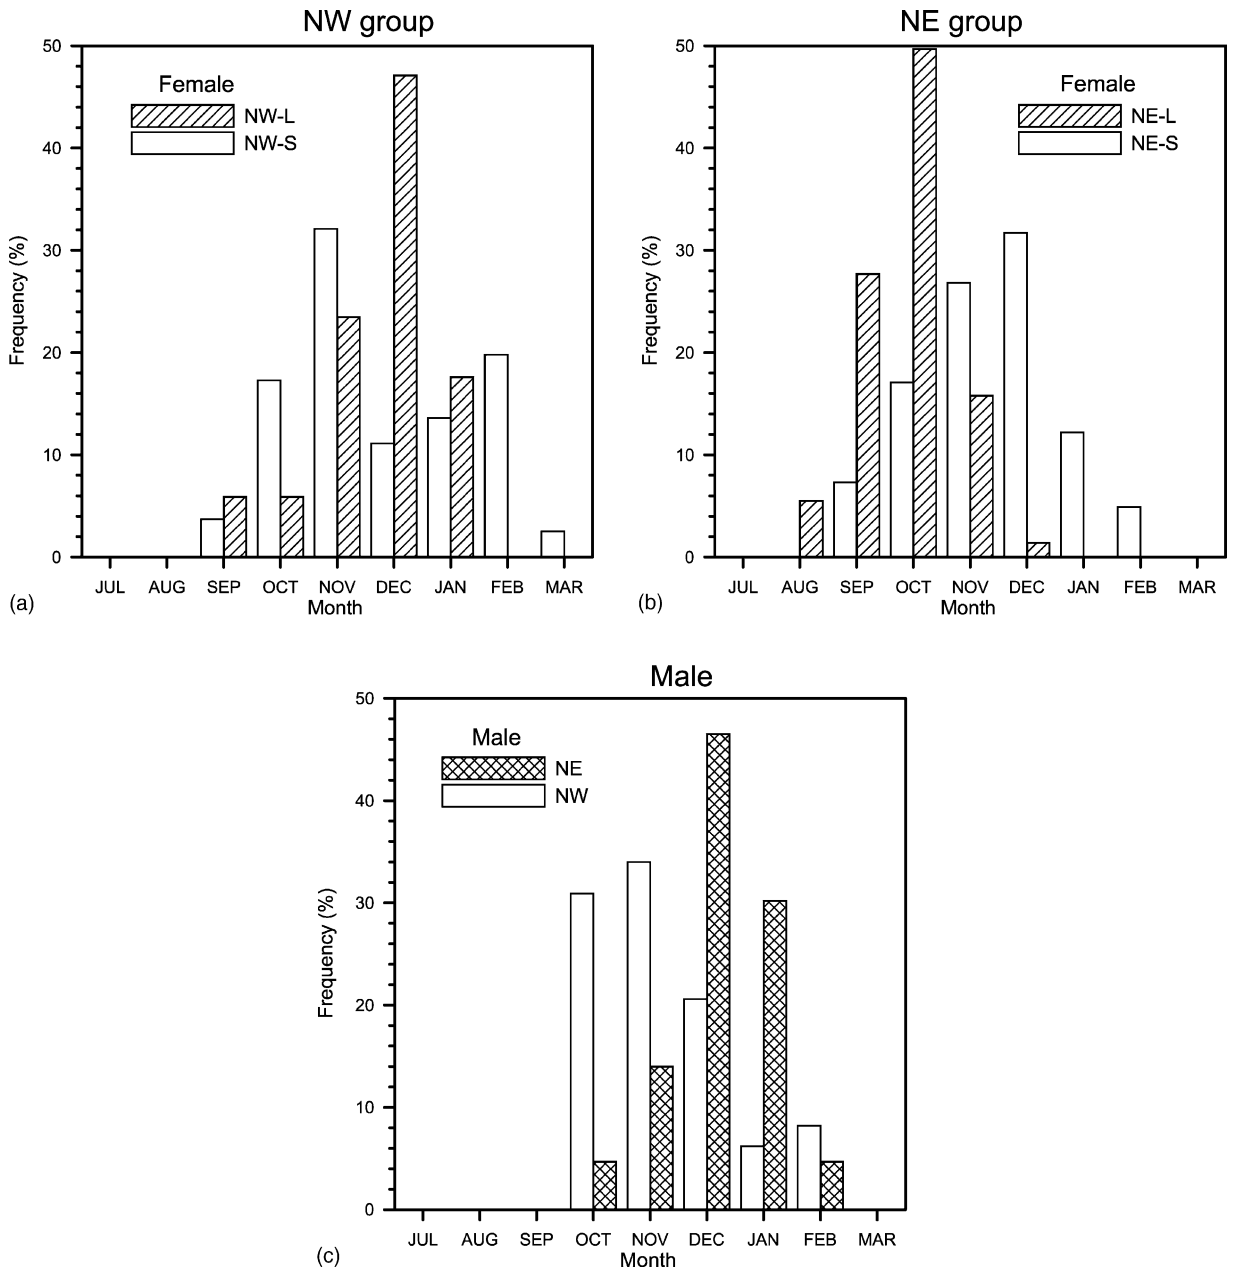 NW group
50
40
30
20
10
0
Frequency (%)
Female
NW-L
NW-S
JUL AUG SEP OCT NOV DEC JAN FEB MAR
Month
(a)
NE group
50
40
30
20
10
0
Frequency (%)
Female
NE-L
NE-S
JUL AUG SEP OCT NOV DEC JAN FEB MAR
Month
(b)
Male
50
40
30
20
10
0
Frequency (%)
Male
NE
NW
JUL AUG SEP OCT NOV DEC JAN FEB MAR
Month
(c)